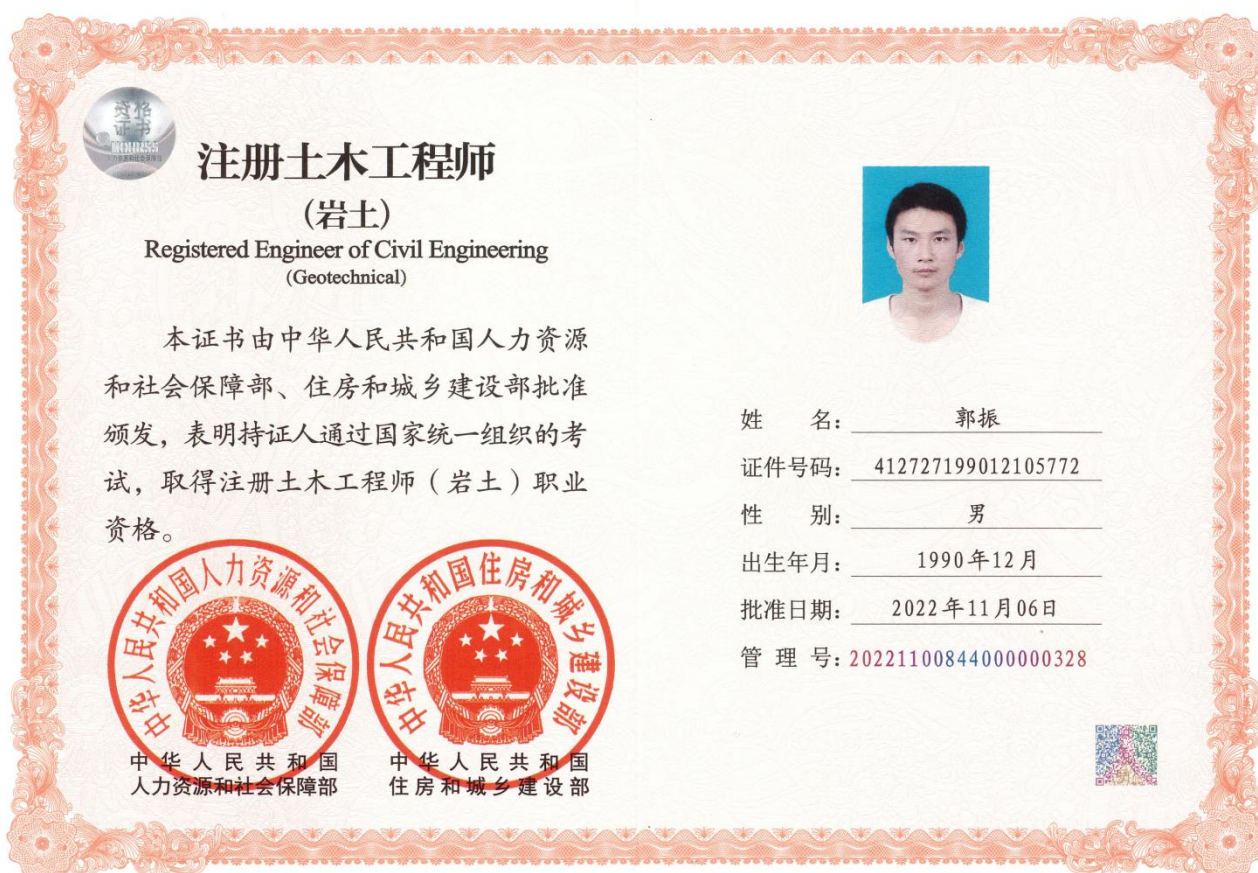 资格
证书
MOHRSS
注册土木工程师
（岩土）
Registered Engineer of Civil Engineering
(Geotechnical)
本证书由中华人民共和国人力资源
和社会保障部、住房和城乡建设部批准
颁发，表明持证人通过国家统一组织的考
试，取得注册土木工程师（岩土）职业
资格。
中华人民共和国人力资源和社会保障部
中华人民共和国住房和城乡建设部
中华人民共和国
人力资源和社会保障部
中华人民共和国
住房和城乡建设部
姓 名： 郭振
证件号码： 412727199012105772
性 别： 男
出生年月： 1990年12月
批准日期： 2022年11月06日
管 理 号：20221100844000000328